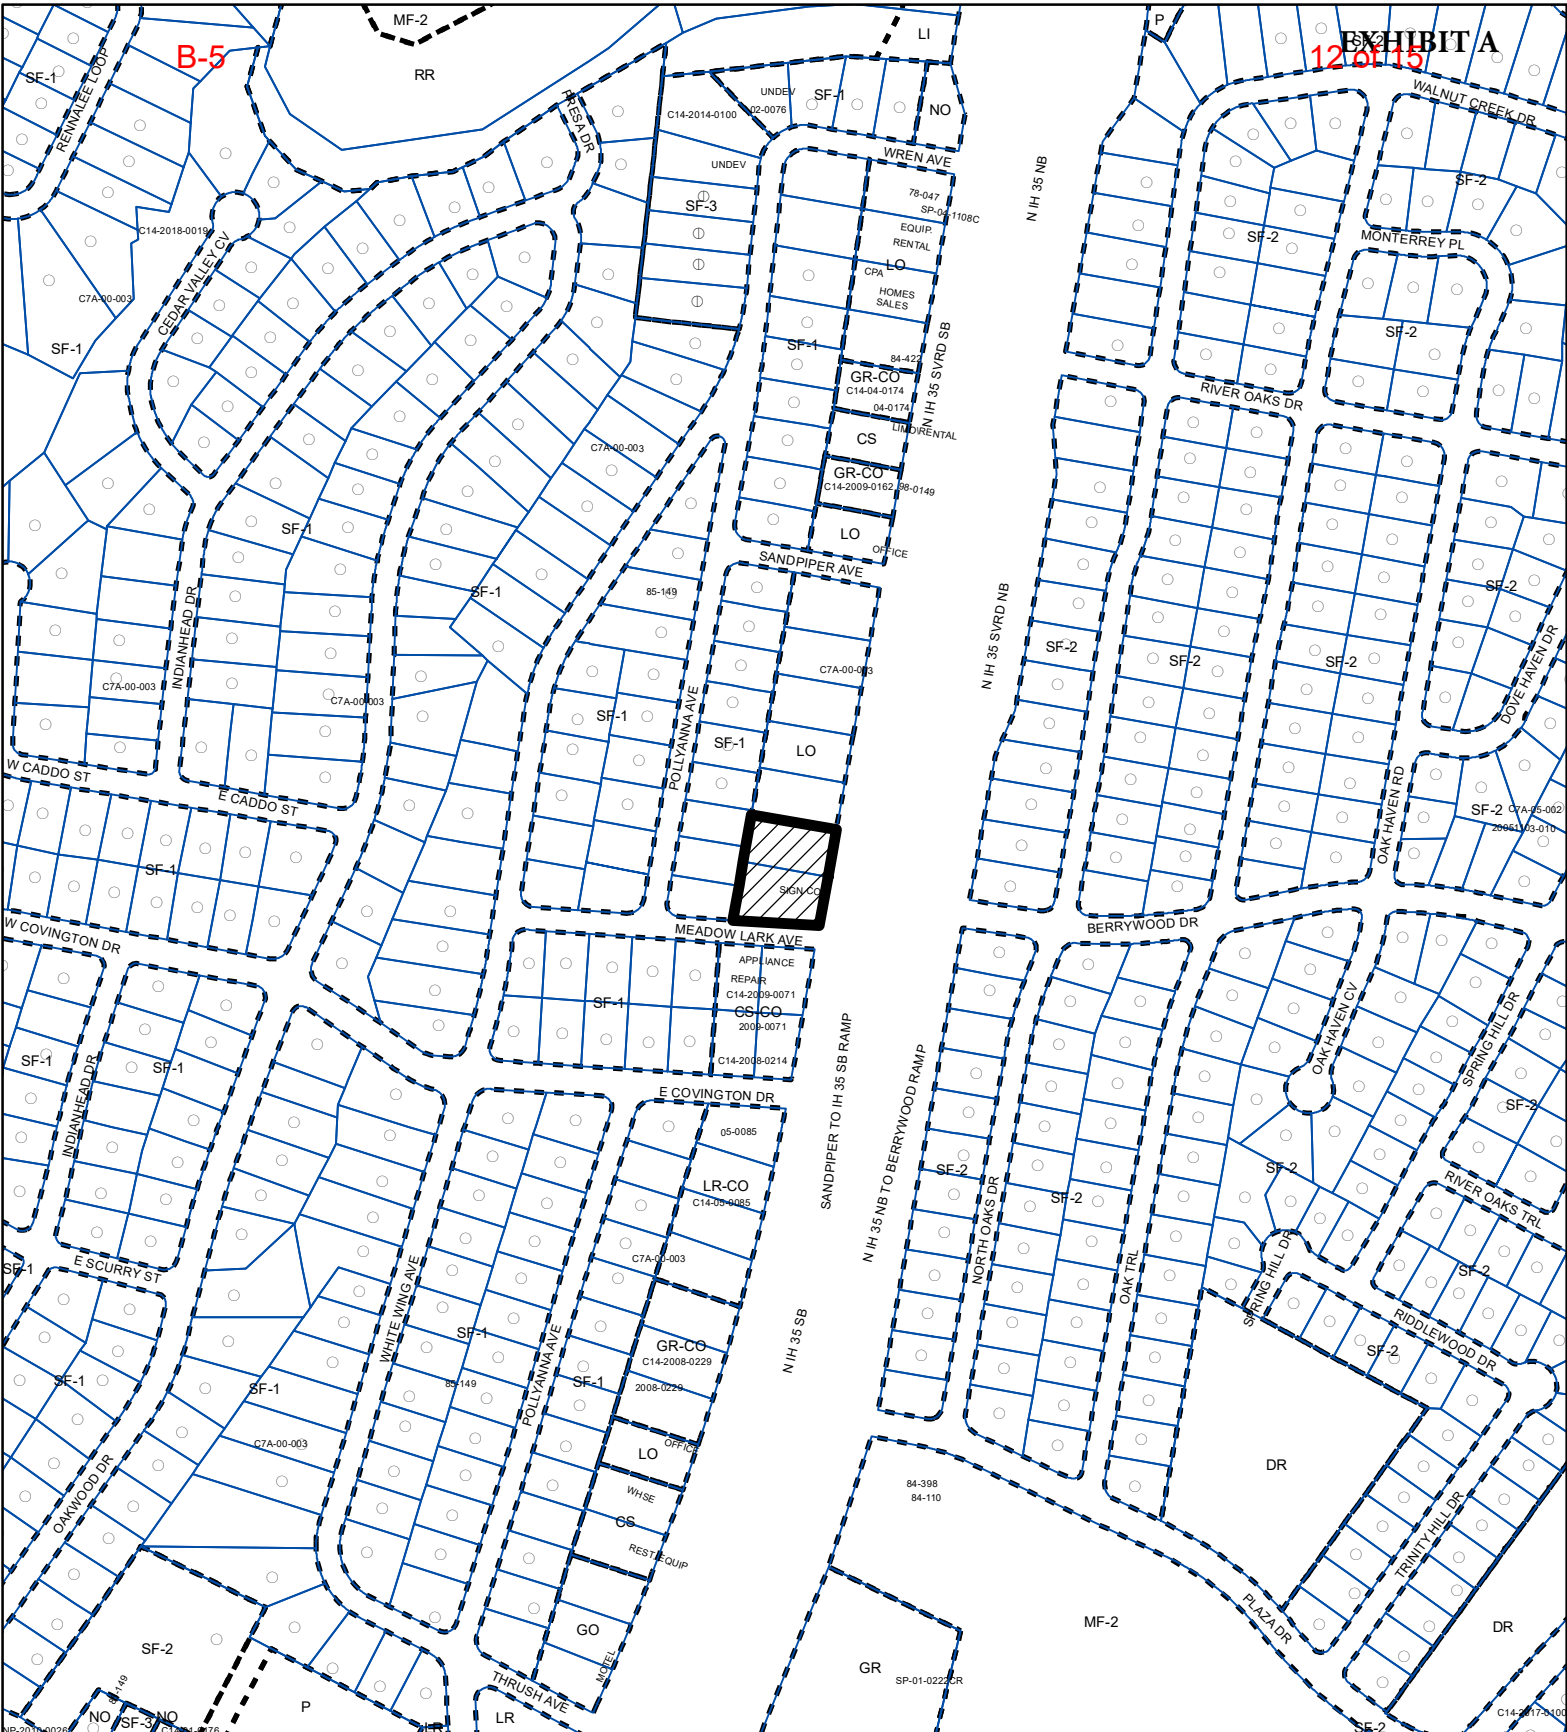 EXHIBIT A
B-5
12 of 15
MF-2
LI
P
SF-2
SF-1
RENNALEE LOOP
RR
PRESA DR
UNDEV
02-0076
SF-1
NO
WALNUT CREEK DR
C14-2014-0100
UNDEV
WREN AVE
N IH 35 NB
SF-2
SF-3
78-047
SP-04-1108C
EQUIP.
RENTAL
LO
CPA
HOMES
SALES
C14-2018-0019
CEDAR VALLEY CV
C7A-00-003
SF-1
SF-2
MONTERREY PL
SF-2
SF-1
84-422
GR-CO
C14-04-0174
04-0174
N IH 35 SVRD SB
LIMO\RENTAL
CS
GR-CO
C14-2009-0162
98-0149
LO
OFFICE
RIVER OAKS DR
C7A-00-003
SF-1
SANDPIPER AVE
SF-1
85-149
INDIANHEAD DR
C7A-00-003
C7A-00-003
C7A-00-003
N IH 35 SVRD NB
SF-2
SF-2
SF-2
SF-2
DOVE HAVEN DR
SF-1
POLLYANNA AVE
SF-1
LO
W CADDO ST
E CADDO ST
OAK HAVEN RD
SF-2
C7A-05-002
20051103-010
SF-1
SIGN CO
W COVINGTON DR
MEADOW LARK AVE
BERRYWOOD DR
APPLIANCE
REPAIR
C14-2009-0071
CS-CO
2009-0071
C14-2008-0214
SF-1
SF-1
INDIANHEAD DR
SF-1
SANDPIPER TO IH 35 SB RAMP
N IH 35 NB TO BERRYWOOD RAMP
OAK HAVEN CV
SPRING HILL DR
SF-2
E COVINGTON DR
05-0085
LR-CO
C14-05-0085
SF-2
NORTH OAKS DR
SF-2
SF-2
RIVER OAKS TRL
C7A-00-003
SF-1
E SCURRY ST
WHITE WING AVE
OAK TRL
SPRING HILL DR
SF-2
N IH 35 SB
SF-1
POLLYANNA AVE
GR-CO
C14-2008-0229
2008-0229
RIDDLEWOOD DR
SF-2
SF-1
SF-1
85-149
SF-1
C7A-00-003
LO
OFFICE
WHSE
CS
REST.EQUIP
84-398
84-110
DR
OAKWOOD DR
TRINITY HILL DR
GO
MOTEL
MF-2
PLAZA DR
DR
SF-2
GR
SP-01-0222CR
THRUSH AVE
P
LR
LR
NO
SF-3
NO
SF-2